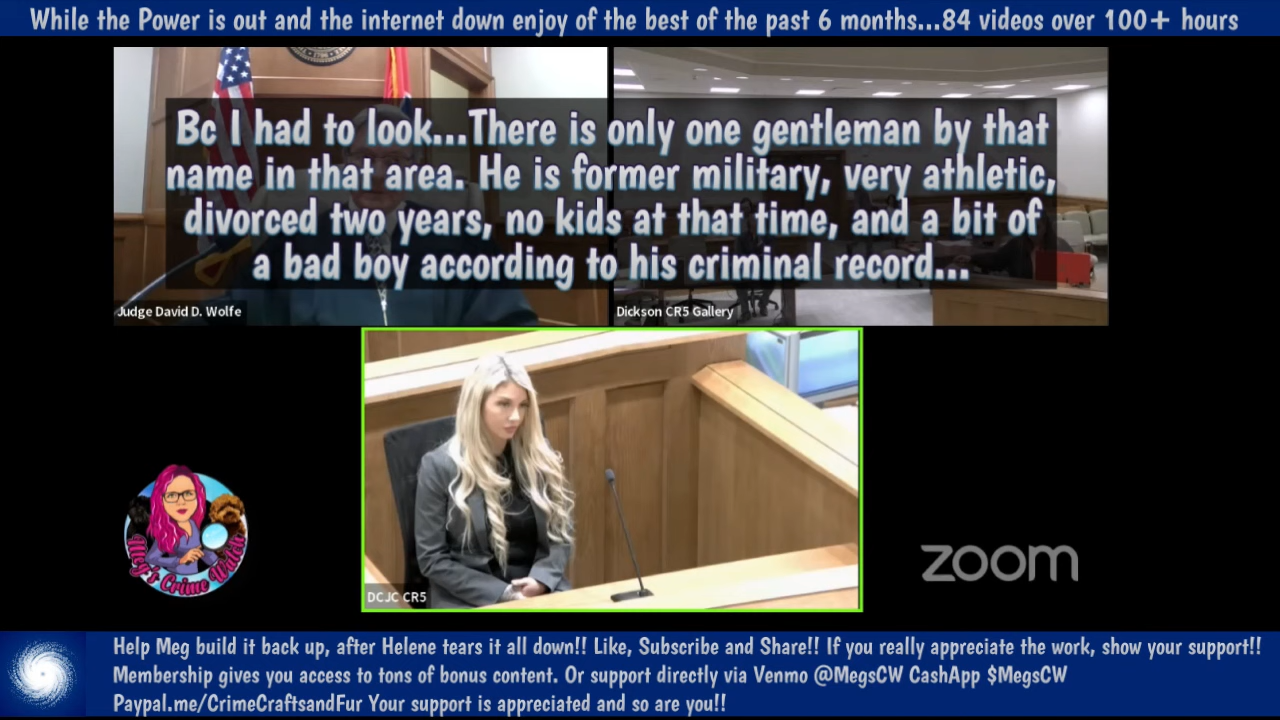 While the Power is out and the internet down enjoy of the best of the past 6 months...84 videos over 100+ hours
Bc I had to look...There is only one gentleman by that
name in that area. He is former military, very athletic,
divorced two years, no kids at that time, and a bit of
a bad boy according to his criminal record...
Judge David D. Wolfe
Dickson CR5 Gallery
DCJC CR5
Meg's Crime Watch
zoom
Help Meg build it back up, after Helene tears it all down!! Like, Subscribe and Share!! If you really appreciate the work, show your support!!
Membership gives you access to tons of bonus content. Or support directly via Venmo @MegsCW CashApp $MegsCW
Paypal.me/CrimeCraftsandFur Your support is appreciated and so are you!!